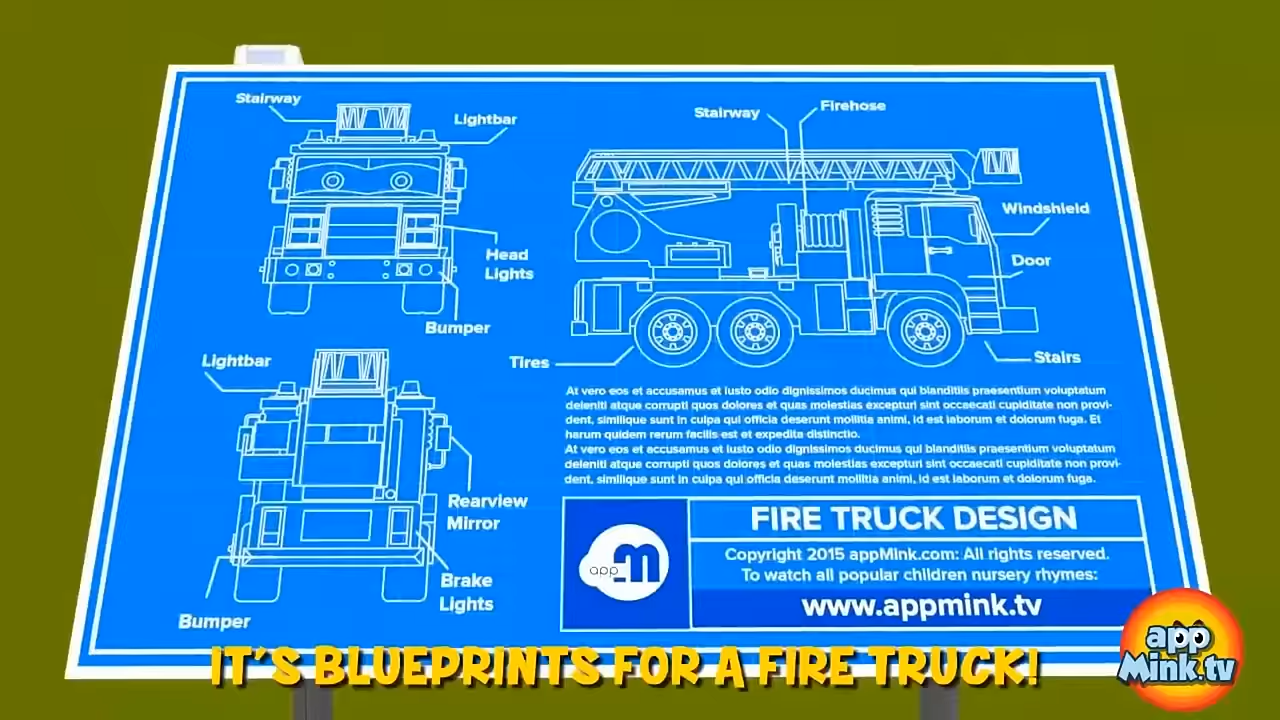 Stairway
Lightbar
Head
Lights
Bumper
Stairway
Firehose
Windshield
Door
Tires
Stairs
Lightbar
Rearview
Mirror
Brake
Lights
Bumper
At vero eos et accusamus et iusto odio dignissimos ducimus qui blanditiis praesentium voluptatum
deleniti atque corrupti quos dolores et quas molestias excepturi sint occaecati cupiditate non provi-
dent, similique sunt in culpa qui officia deserunt mollitia animi, id est laborum et dolorum fuga. Et
harum quidem rerum facilis est et expedita distinctio.
At vero eos et accusamus et iusto odio dignissimos ducimus qui blanditiis praesentium voluptatum
deleniti atque corrupti quos dolores et quas molestias excepturi sint occaecati cupiditate non provi-
dent, similique sunt in culpa qui officia deserunt mollitia animi, id est laborum et dolorum fuga.
app m
FIRE TRUCK DESIGN
Copyright 2015 appMink.com: All rights reserved.
To watch all popular children nursery rhymes:
www.appmink.tv
IT'S BLUEPRINTS FOR A FIRE TRUCK!
app
Mink.tv